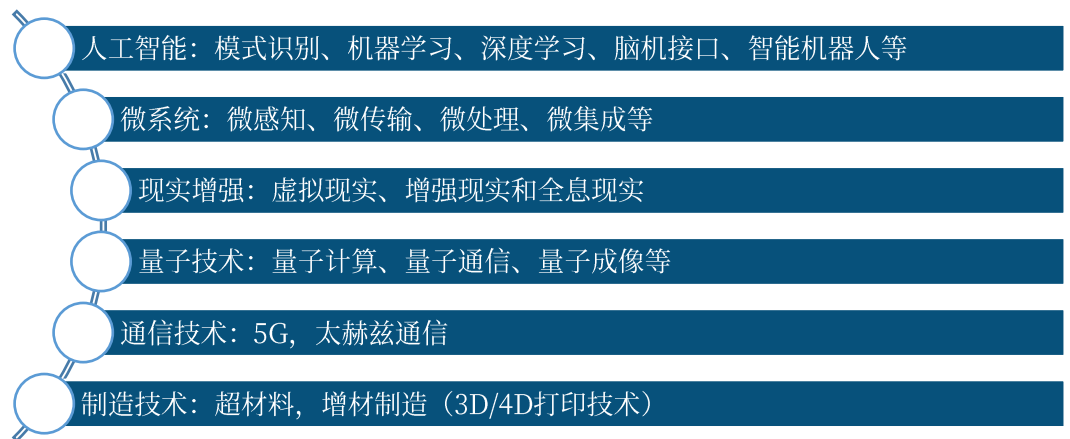 人工智能：模式识别、机器学习、深度学习、脑机接口、智能机器人等
微系统：微感知、微传输、微处理、微集成等
现实增强：虚拟现实、增强现实和全息现实
量子技术：量子计算、量子通信、量子成像等
通信技术：5G，太赫兹通信
制造技术：超材料，增材制造（3D/4D打印技术）